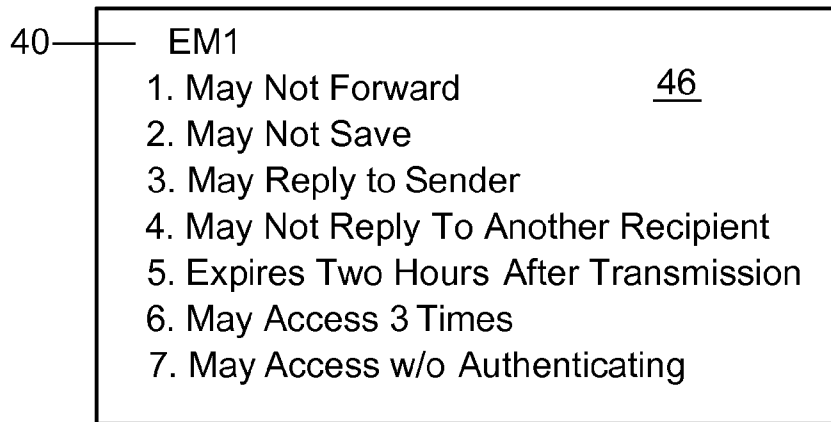 40 EM1
1. May Not Forward 46
2. May Not Save
3. May Reply to Sender
4. May Not Reply To Another Recipient
5. Expires Two Hours After Transmission
6. May Access 3 Times
7. May Access w/o Authenticating